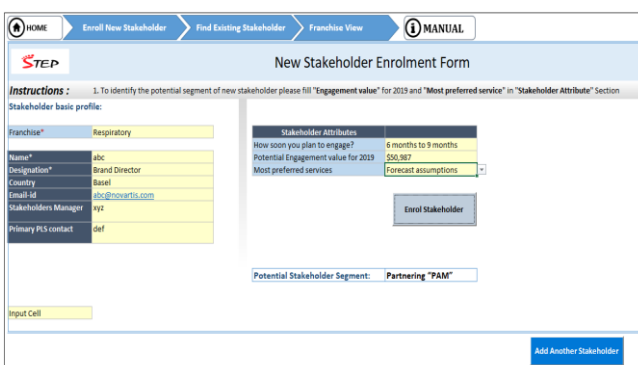 HOME Enroll New Stakeholder Find Existing Stakeholder Franchise View i MANUAL
STEP New Stakeholder Enrolment Form
Instructions : 1. To identify the potential segment of new stakeholder please fill "Engagement value" for 2019 and "Most preferred service" in "Stakeholder Attribute" Section
Stakeholder basic profile:
Franchise* Respiratory
Stakeholder Attributes
How soon you plan to engage? 6 months to 9 months
Potential Engagement value for 2019 $50,987
Most preferred services Forecast assumptions
Name* abc
Designation* Brand Director
Country Basel
Email-id abc@novartis.com
Stakeholders Manager xyz
Primary PLS contact def
Enrol Stakeholder
Potential Stakeholder Segment: Partnering "PAM"
Input Cell
Add Another Stakeholder